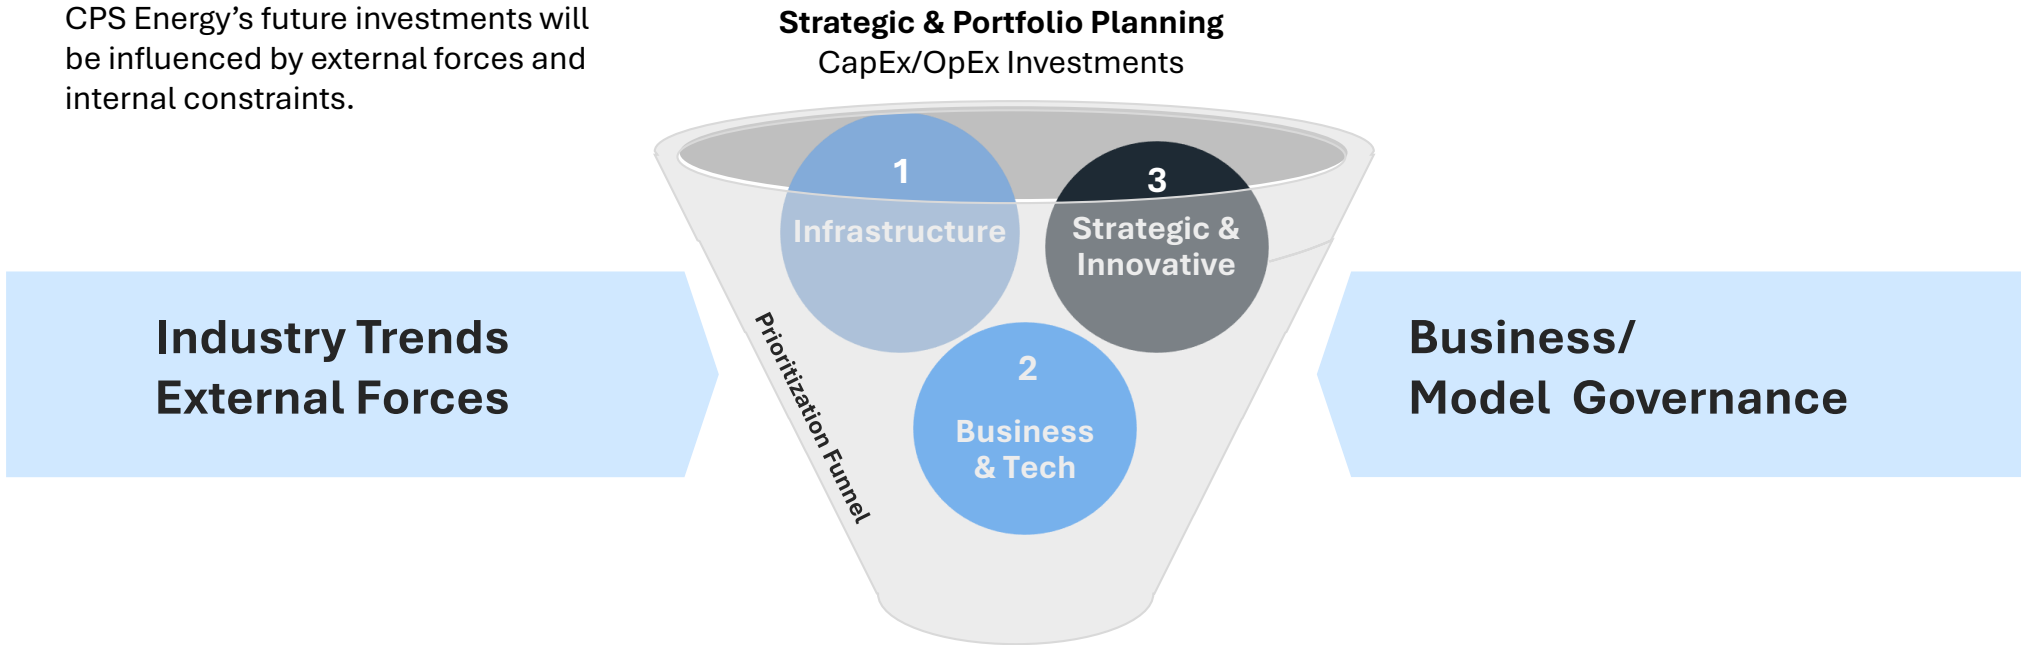 CPS Energy’s future investments will
be influenced by external forces and
internal constraints.
Strategic & Portfolio Planning
CapEx/OpEx Investments
1
Infrastructure
3
Strategic &
Innovative
2
Business
& Tech
Prioritization Funnel
Industry Trends
External Forces
Business/
Model  Governance